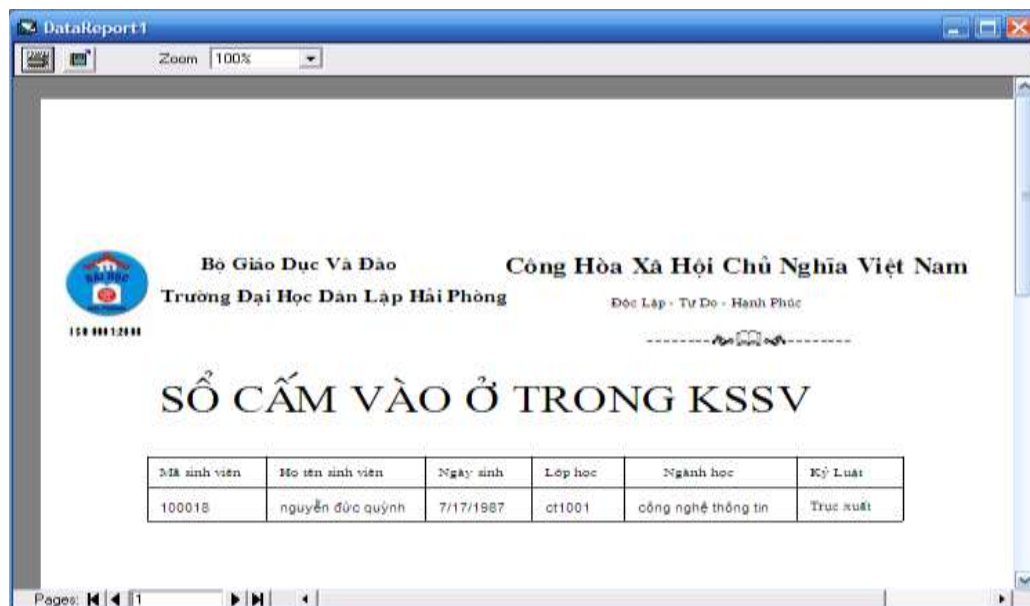 DataReport1
Zoom 100%
Bộ Giáo Dục Và Đào
Trường Đại Học Dân Lập Hải Phòng
Công Hòa Xã Hội Chủ Nghĩa Việt Nam
Độc Lập - Tự Do - Hạnh Phúc
SỔ CẤM VÀO Ở TRONG KSSV
Mã sinh viên Họ tên sinh viên Ngày sinh Lớp học Ngành học Kỷ Luật
100018 nguyễn đức quỳnh 7/17/1987 ct1001 công nghệ thông tin Trục xuất
Pages: 1